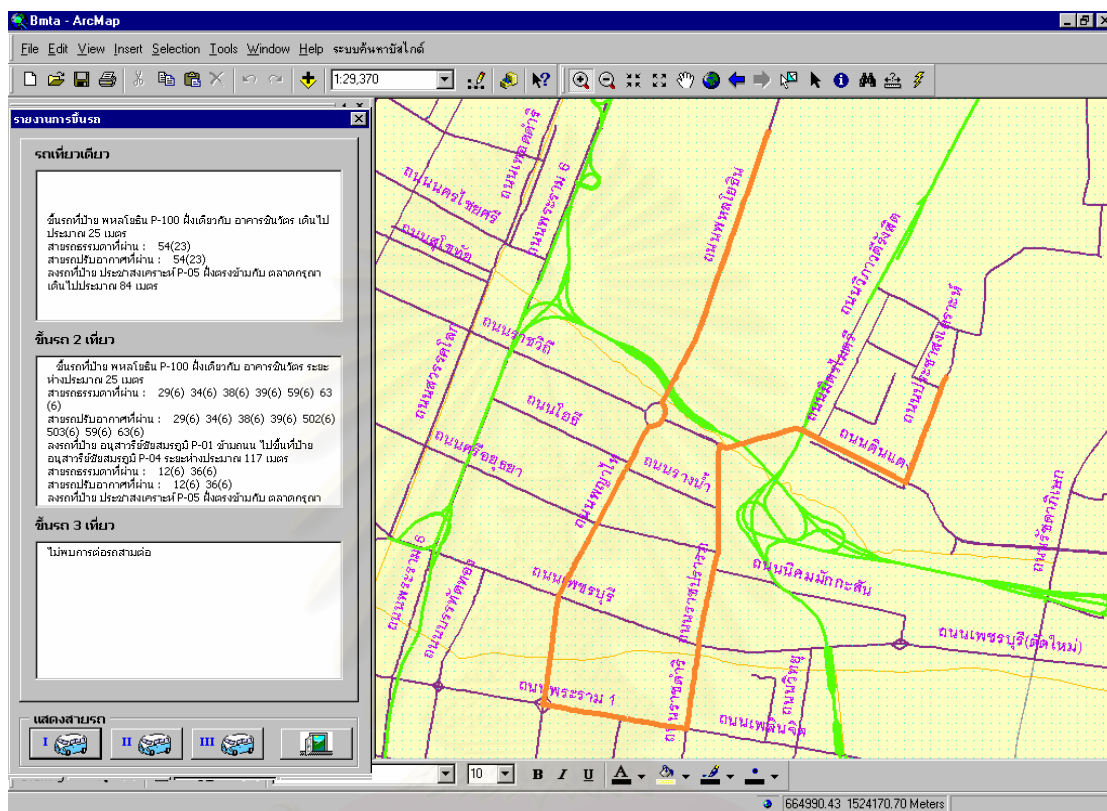 Bmta - ArcMap
File Edit View Insert Selection Tools Window Help ระบบค้นหาบัสไกด์
1:29,370
รายงานการขึ้นรถ
รถเที่ยวเดียว
ขึ้นรถที่ป้าย พหลโยธิน P-100 ฝั่งเดียวกับ อาคารชินวัตร เดินไป
ประมาณ 25 เมตร
สายรถธรรมดาที่ผ่าน : 54(23)
สายรถปรับอากาศที่ผ่าน : 54(23)
ลงรถที่ป้าย ประชาสงเคราะห์ P-05 ฝั่งตรงข้ามกับ ตลาดกรุณา
เดินไปประมาณ 84 เมตร
ขึ้นรถ 2 เที่ยว
ขึ้นรถที่ป้าย พหลโยธิน P-100 ฝั่งเดียวกับ อาคารชินวัตร ระยะ
ห่างประมาณ 25 เมตร
สายรถธรรมดาที่ผ่าน : 29(6) 34(6) 38(6) 39(6) 59(6) 63
(6)
สายรถปรับอากาศที่ผ่าน : 29(6) 34(6) 38(6) 39(6) 502(6)
503(6) 59(6) 63(6)
ลงรถที่ป้าย อนุสาวรีย์ชัยสมรภูมิ P-01 ข้ามถนน ไปขึ้นที่ป้าย
อนุสาวรีย์ชัยสมรภูมิ P-04 ระยะห่างประมาณ 117 เมตร
สายรถธรรมดาที่ผ่าน : 12(6) 36(6)
สายรถปรับอากาศที่ผ่าน : 12(6) 36(6)
ลงรถที่ป้าย ประชาสงเคราะห์ P-05 ฝั่งตรงข้ามกับ ตลาดกรุณา
ขึ้นรถ 3 เที่ยว
ไม่พบการต่อรถสามต่อ
แสดงสายรถ
I
II
III
ถนนเทอดดำริ
ถนนพระราม 6
ถนนนครไชยศรี
ถนนสุโขทัย
ถนนพหลโยธิน
ถนนวิภาวดีรังสิต
ถนนราชวิถี
ถนนสวรรคโลก
ถนนมิตรไมตรี
ถนนประชาสงเคราะห์
ถนนโยธี
ถนนดินแดง
ถนนศรีอยุธยา
ถนนรางน้ำ
ถนนพญาไท
ถนนรัชดาภิเษก
ถนนพระราม 6
ถนนบรรทัดทอง
ถนนเพชรบุรี
ถนนราชปรารภ
ถนนนิคมมักกะสัน
ถนนเพชรบุรี(ตัดใหม่)
ถนนพระราม 1
ถนนราชดำริ
ถนนวิทยุ
ถนนเพลินจิต
10
B I U A
664990.43 1524170.70 Meters